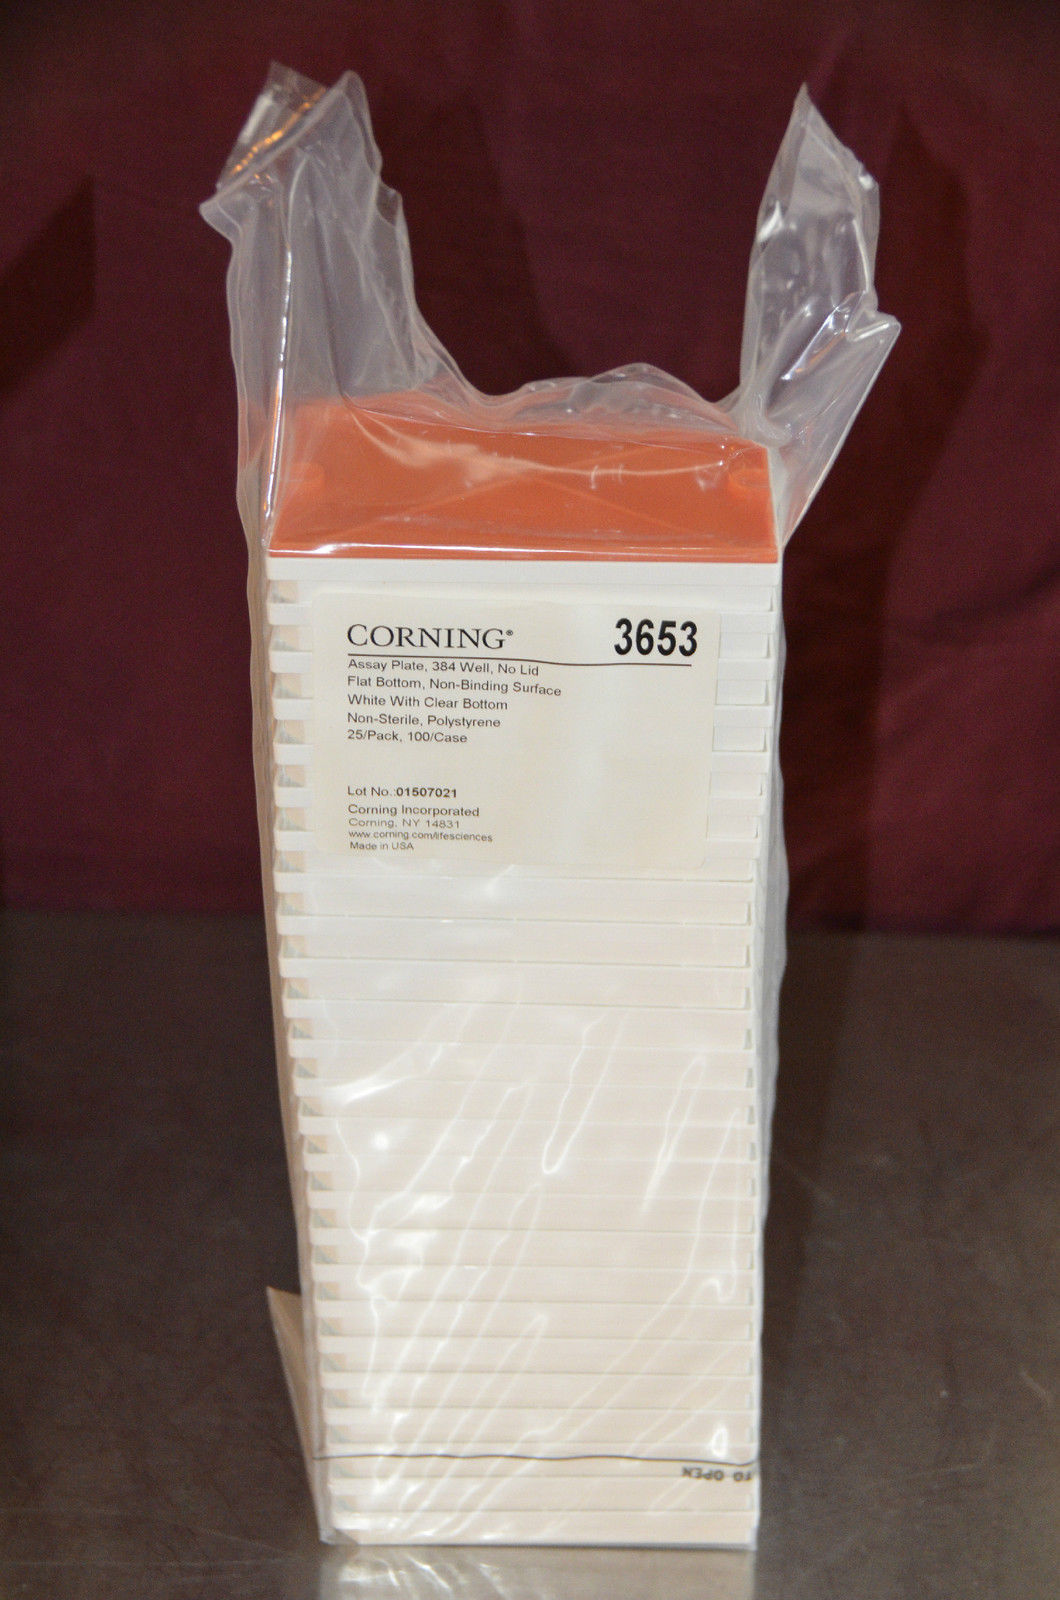 CORNING® 3653
Assay Plate, 384 Well, No Lid
Flat Bottom, Non-Binding Surface
White With Clear Bottom
Non-Sterile, Polystyrene
25/Pack, 100/Case
Lot No.:01507021
Corning Incorporated
Corning, NY 14831
www.corning.com/lifesciences
Made in USA
TO OPEN